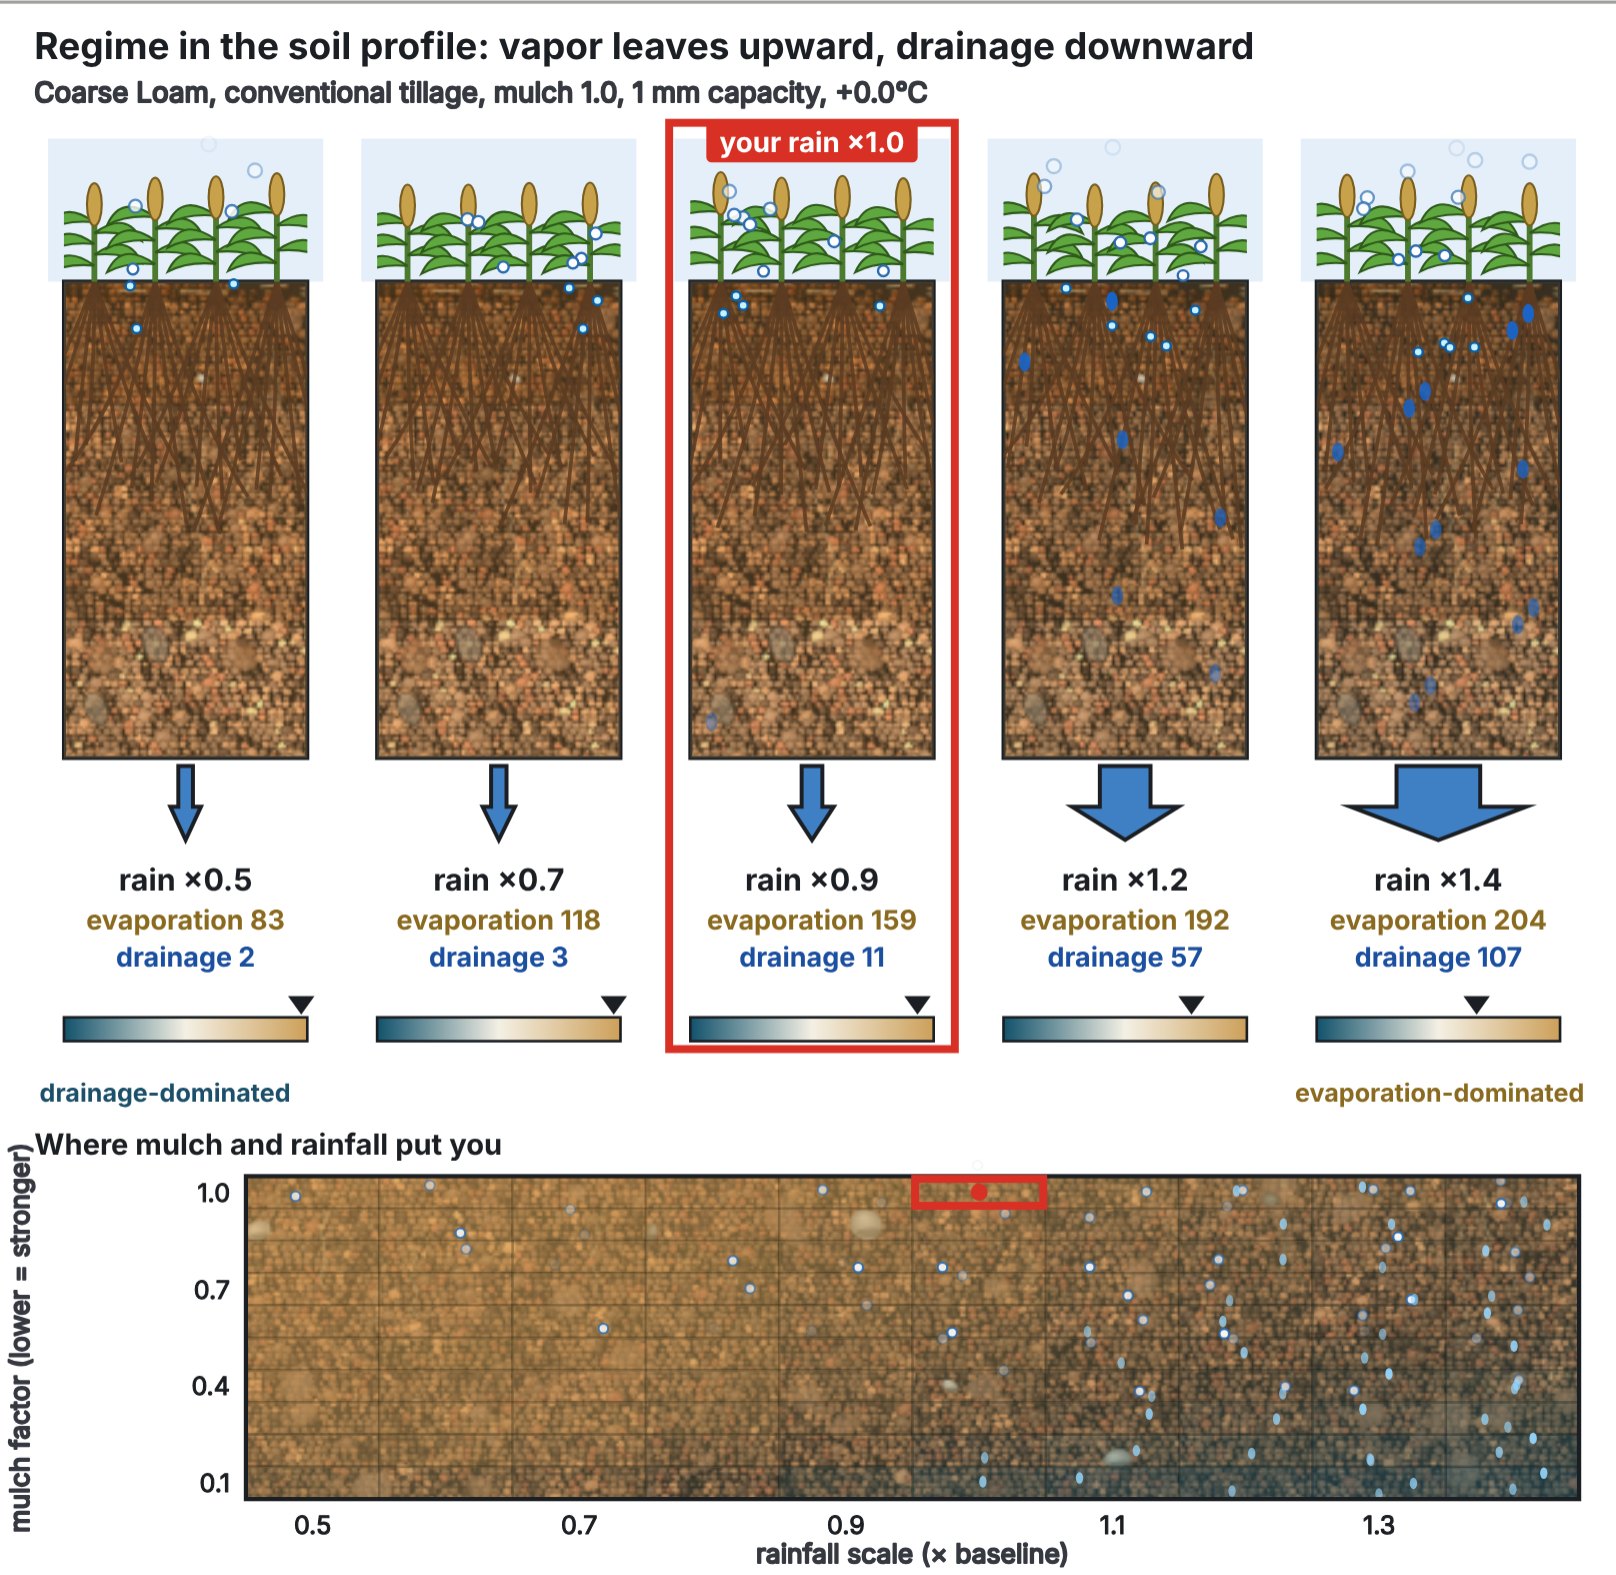 Regime in the soil profile: vapor leaves upward, drainage downward
Coarse Loam, conventional tillage, mulch 1.0, 1 mm capacity, +0.0°C
your rain ×1.0
rain ×0.5
evaporation 83
drainage 2
rain ×0.7
evaporation 118
drainage 3
rain ×0.9
evaporation 159
drainage 11
rain ×1.2
evaporation 192
drainage 57
rain ×1.4
evaporation 204
drainage 107
drainage-dominated
evaporation-dominated
Where mulch and rainfall put you
mulch factor (lower = stronger)
1.0
0.7
0.4
0.1
0.5
0.7
0.9
1.1
1.3
rainfall scale (× baseline)